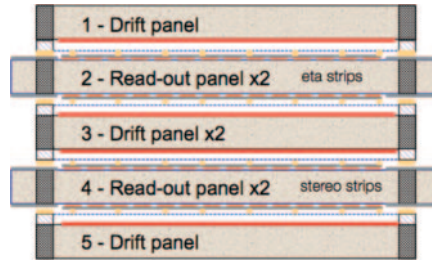 1 - Drift panel
2 - Read-out panel x2 eta strips
3 - Drift panel x2
4 - Read-out panel x2 stereo strips
5 - Drift panel